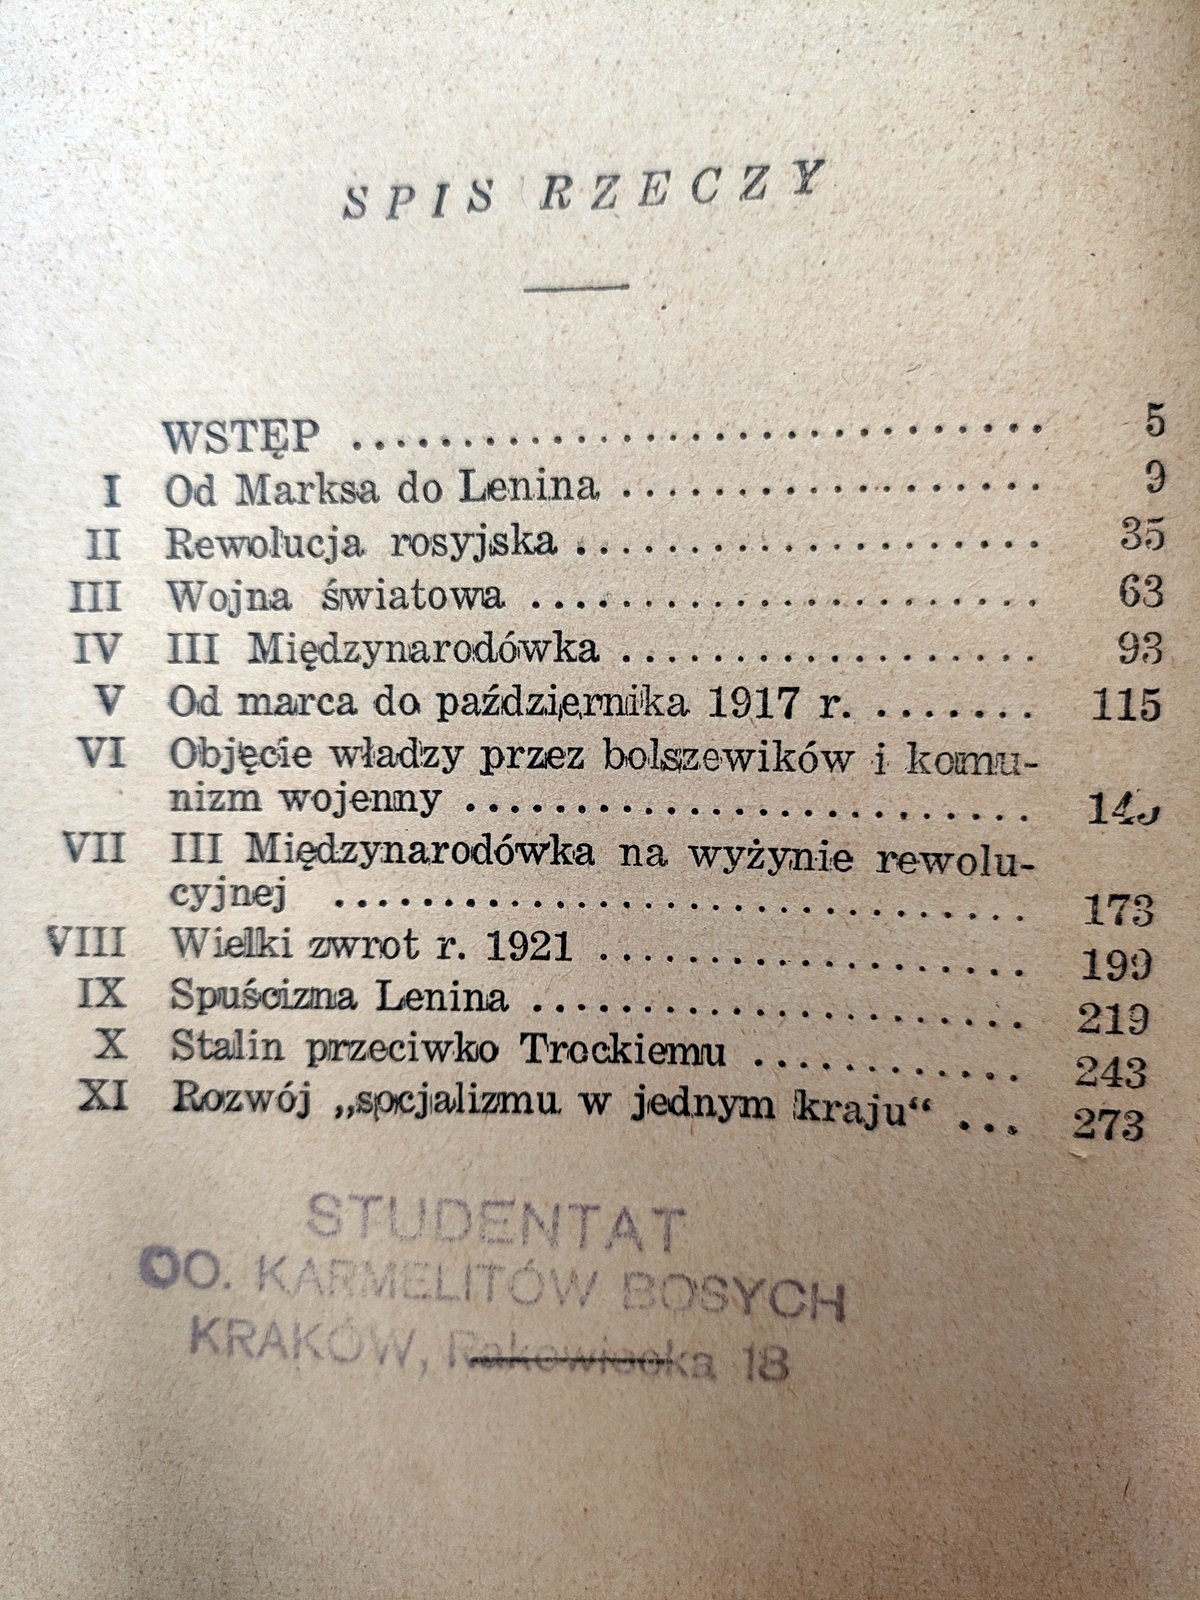 SPIS RZECZY
WSTĘP .............................. 5
I Od Marksa do Lenina .................. 9
II Rewolucja rosyjska ..................... 35
III Wojna światowa ...................... 63
IV III Międzynarodówka .................. 93
V Od marca do października 1917 r. ....... 115
VI Objęcie władzy przez bolszewików i komu-
nizm wojenny .........................
VII III Międzynarodówka na wyżynie rewolu-
cyjnej .............................. 173
VIII Wielki zwrot r. 1921 .................. 199
IX Spuścizna Lenina ...................... 219
X Stalin przeciwko Trockiemu ............ 243
XI Rozwój „socjalizmu w jednym kraju“ ... 273
STUDENTAT
OO. KARMELITÓW BOSYCH
KRAKÓW, Rakowicka 18